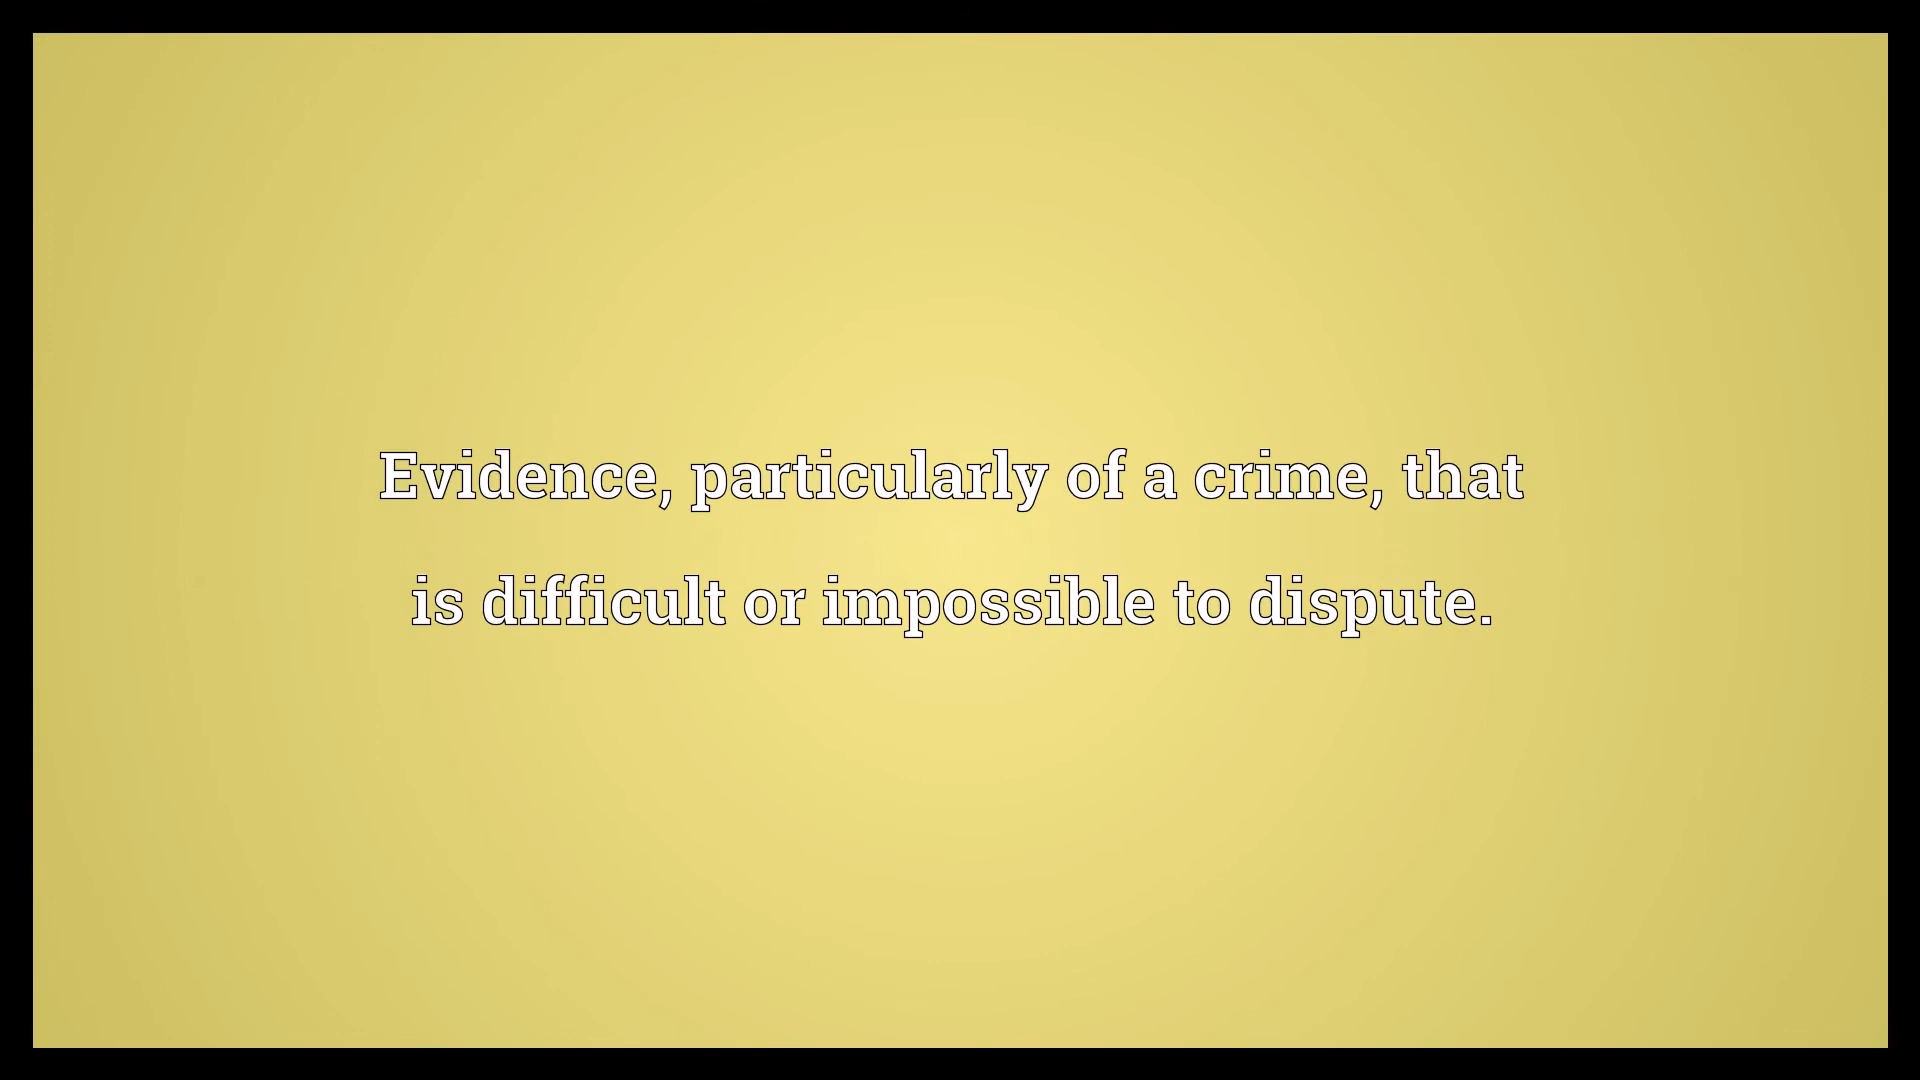 Evidence, particularly of a crime, that
is difficult or impossible to dispute.